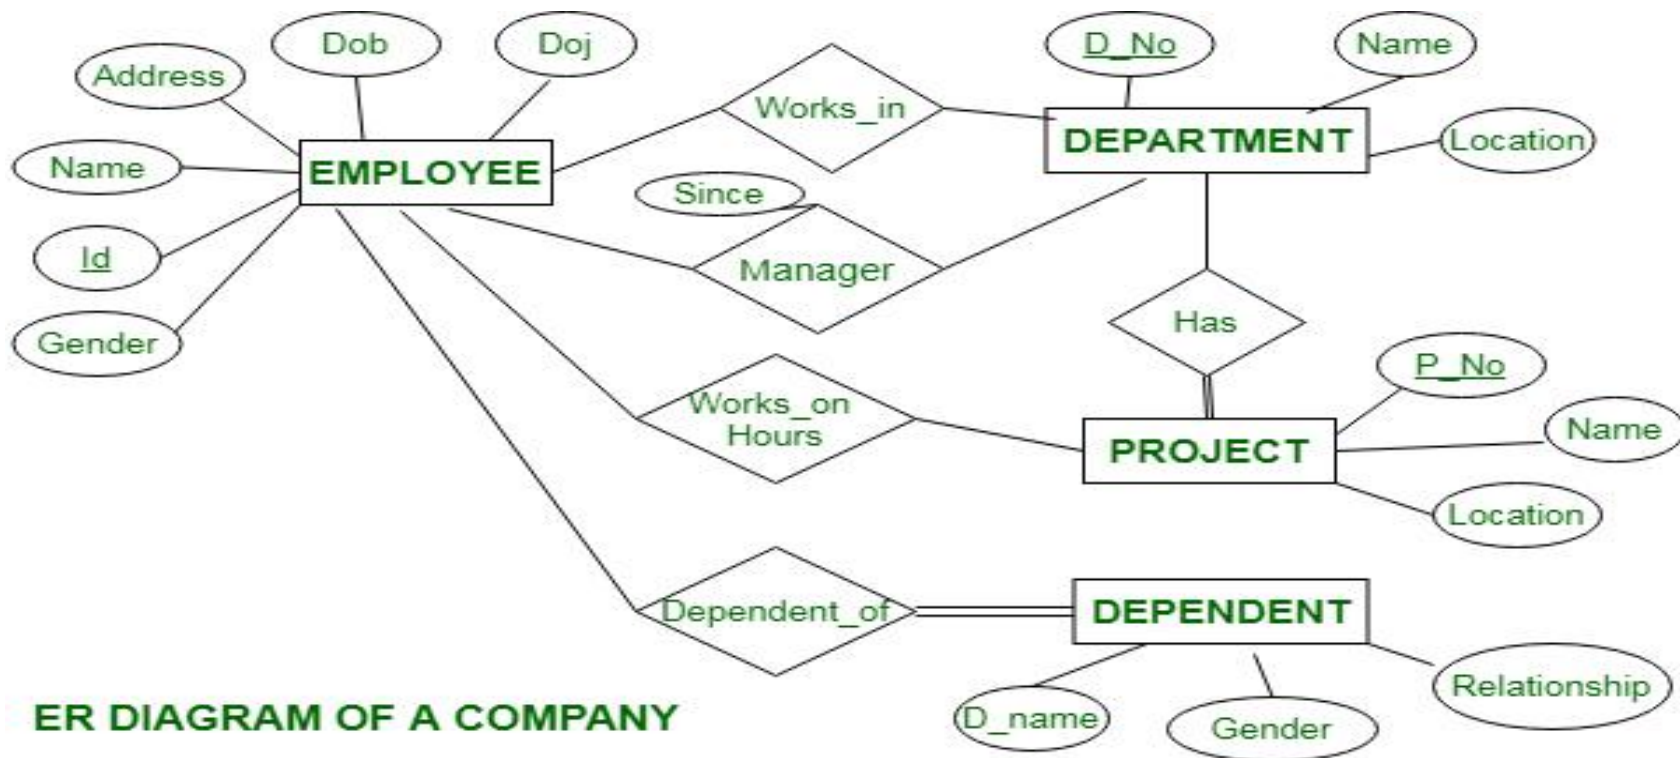 Dob
Doj
D_No
Name
Address
Works_in
DEPARTMENT
Location
Name
EMPLOYEE
Since
Id
Manager
Gender
Has
P_No
Works_on
Hours
Name
PROJECT
Location
Dependent_of
DEPENDENT
Relationship
D_name
Gender
ER DIAGRAM OF A COMPANY